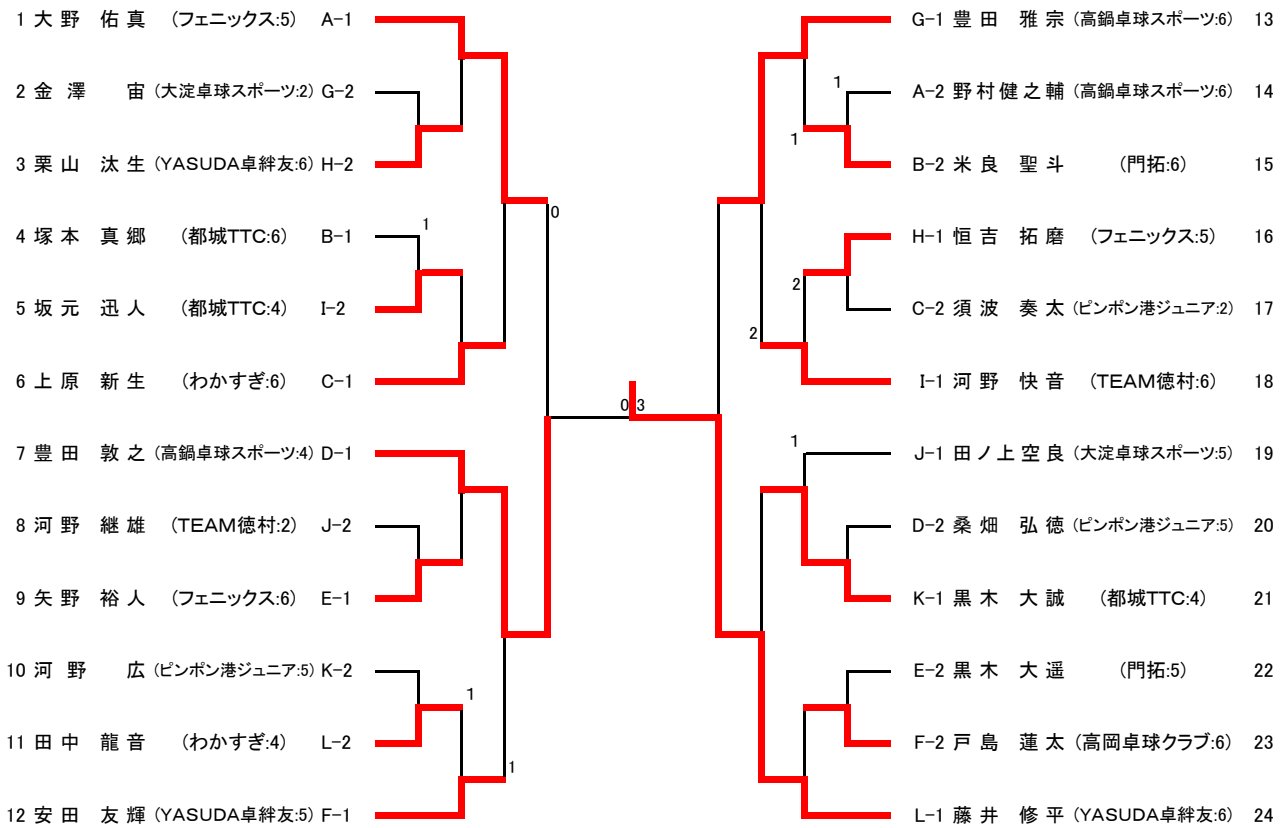 1 大野 佑真 (フェニックス:5) A-1
2 金澤 宙 (大淀卓球スポーツ:2) G-2
3 栗山 汰生 (YASUDA卓絆友:6) H-2
4 塚本 真郷 (都城TTC:6) B-1
1
5 坂元 迅人 (都城TTC:4) I-2
6 上原 新生 (わかすぎ:6) C-1
0
7 豊田 敦之 (高鍋卓球スポーツ:4) D-1
8 河野 継雄 (TEAM徳村:2) J-2
9 矢野 裕人 (フェニックス:6) E-1
10 河野 広 (ピンポン港ジュニア:5) K-2
1
11 田中 龍音 (わかすぎ:4) L-2
1
12 安田 友輝 (YASUDA卓絆友:5) F-1
0 3
G-1 豊田 雅宗 (高鍋卓球スポーツ:6) 13
1
A-2 野村健之輔 (高鍋卓球スポーツ:6) 14
1
B-2 米良 聖斗 (門拓:6) 15
H-1 恒吉 拓磨 (フェニックス:5) 16
2
C-2 須波 奏太 (ピンポン港ジュニア:2) 17
2
I-1 河野 快音 (TEAM徳村:6) 18
1
J-1 田ノ上空良 (大淀卓球スポーツ:5) 19
D-2 桑畑 弘徳 (ピンポン港ジュニア:5) 20
K-1 黒木 大誠 (都城TTC:4) 21
E-2 黒木 大遥 (門拓:5) 22
F-2 戸島 蓮太 (高岡卓球クラブ:6) 23
L-1 藤井 修平 (YASUDA卓絆友:6) 24